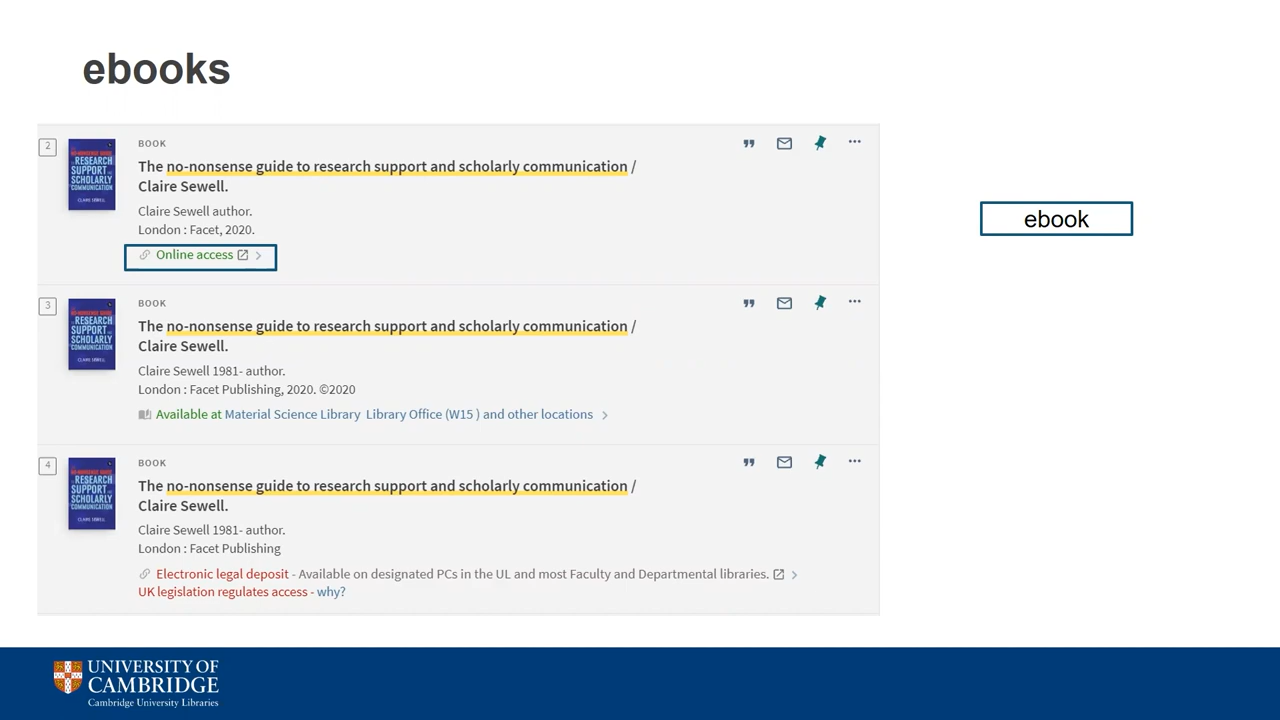 ebooks
2
BOOK
The no-nonsense guide to research support and scholarly communication /
Claire Sewell.
Claire Sewell author.
London : Facet, 2020.
Online access
ebook
3
BOOK
The no-nonsense guide to research support and scholarly communication /
Claire Sewell.
Claire Sewell 1981- author.
London : Facet Publishing, 2020. ©2020
Available at Material Science Library Library Office (W15 ) and other locations
4
BOOK
The no-nonsense guide to research support and scholarly communication /
Claire Sewell.
Claire Sewell 1981- author.
London : Facet Publishing
Electronic legal deposit - Available on designated PCs in the UL and most Faculty and Departmental libraries.
UK legislation regulates access - why?
UNIVERSITY OF
CAMBRIDGE
Cambridge University Libraries